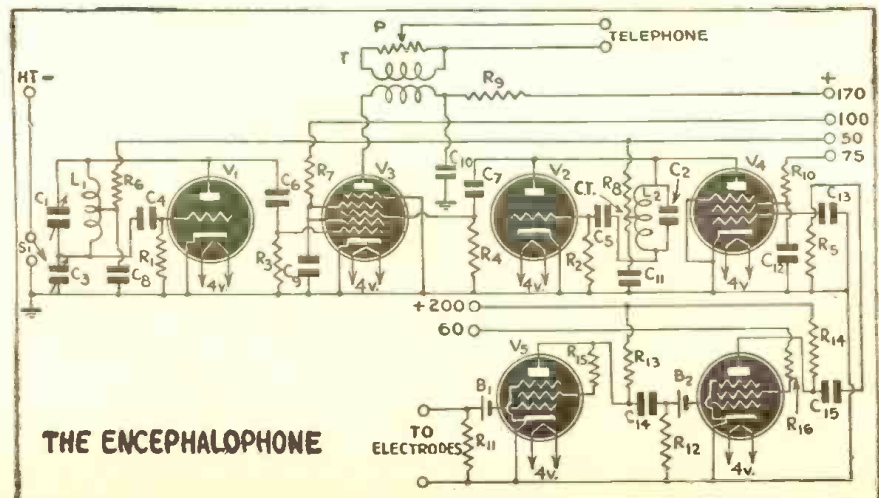 P
TELEPHONE
T
HT -
R9
+
170
100
50
75
L1
R6
C4
V1
C6
R7
V3
C10
C7
V2
C.T.
R8
L2
C2
V4
R10
C13
C1
S1
C3
C8
R1
4v.
R3
C9
4v.
R4
R2
4v.
C5
C11
4v.
C12
R5
+200
60
V5
R15
R13
R14
B1
B2
C14
C15
R16
THE ENCEPHALOPHONE
TO
ELECTRODES
R11
4v.
R12
4v.